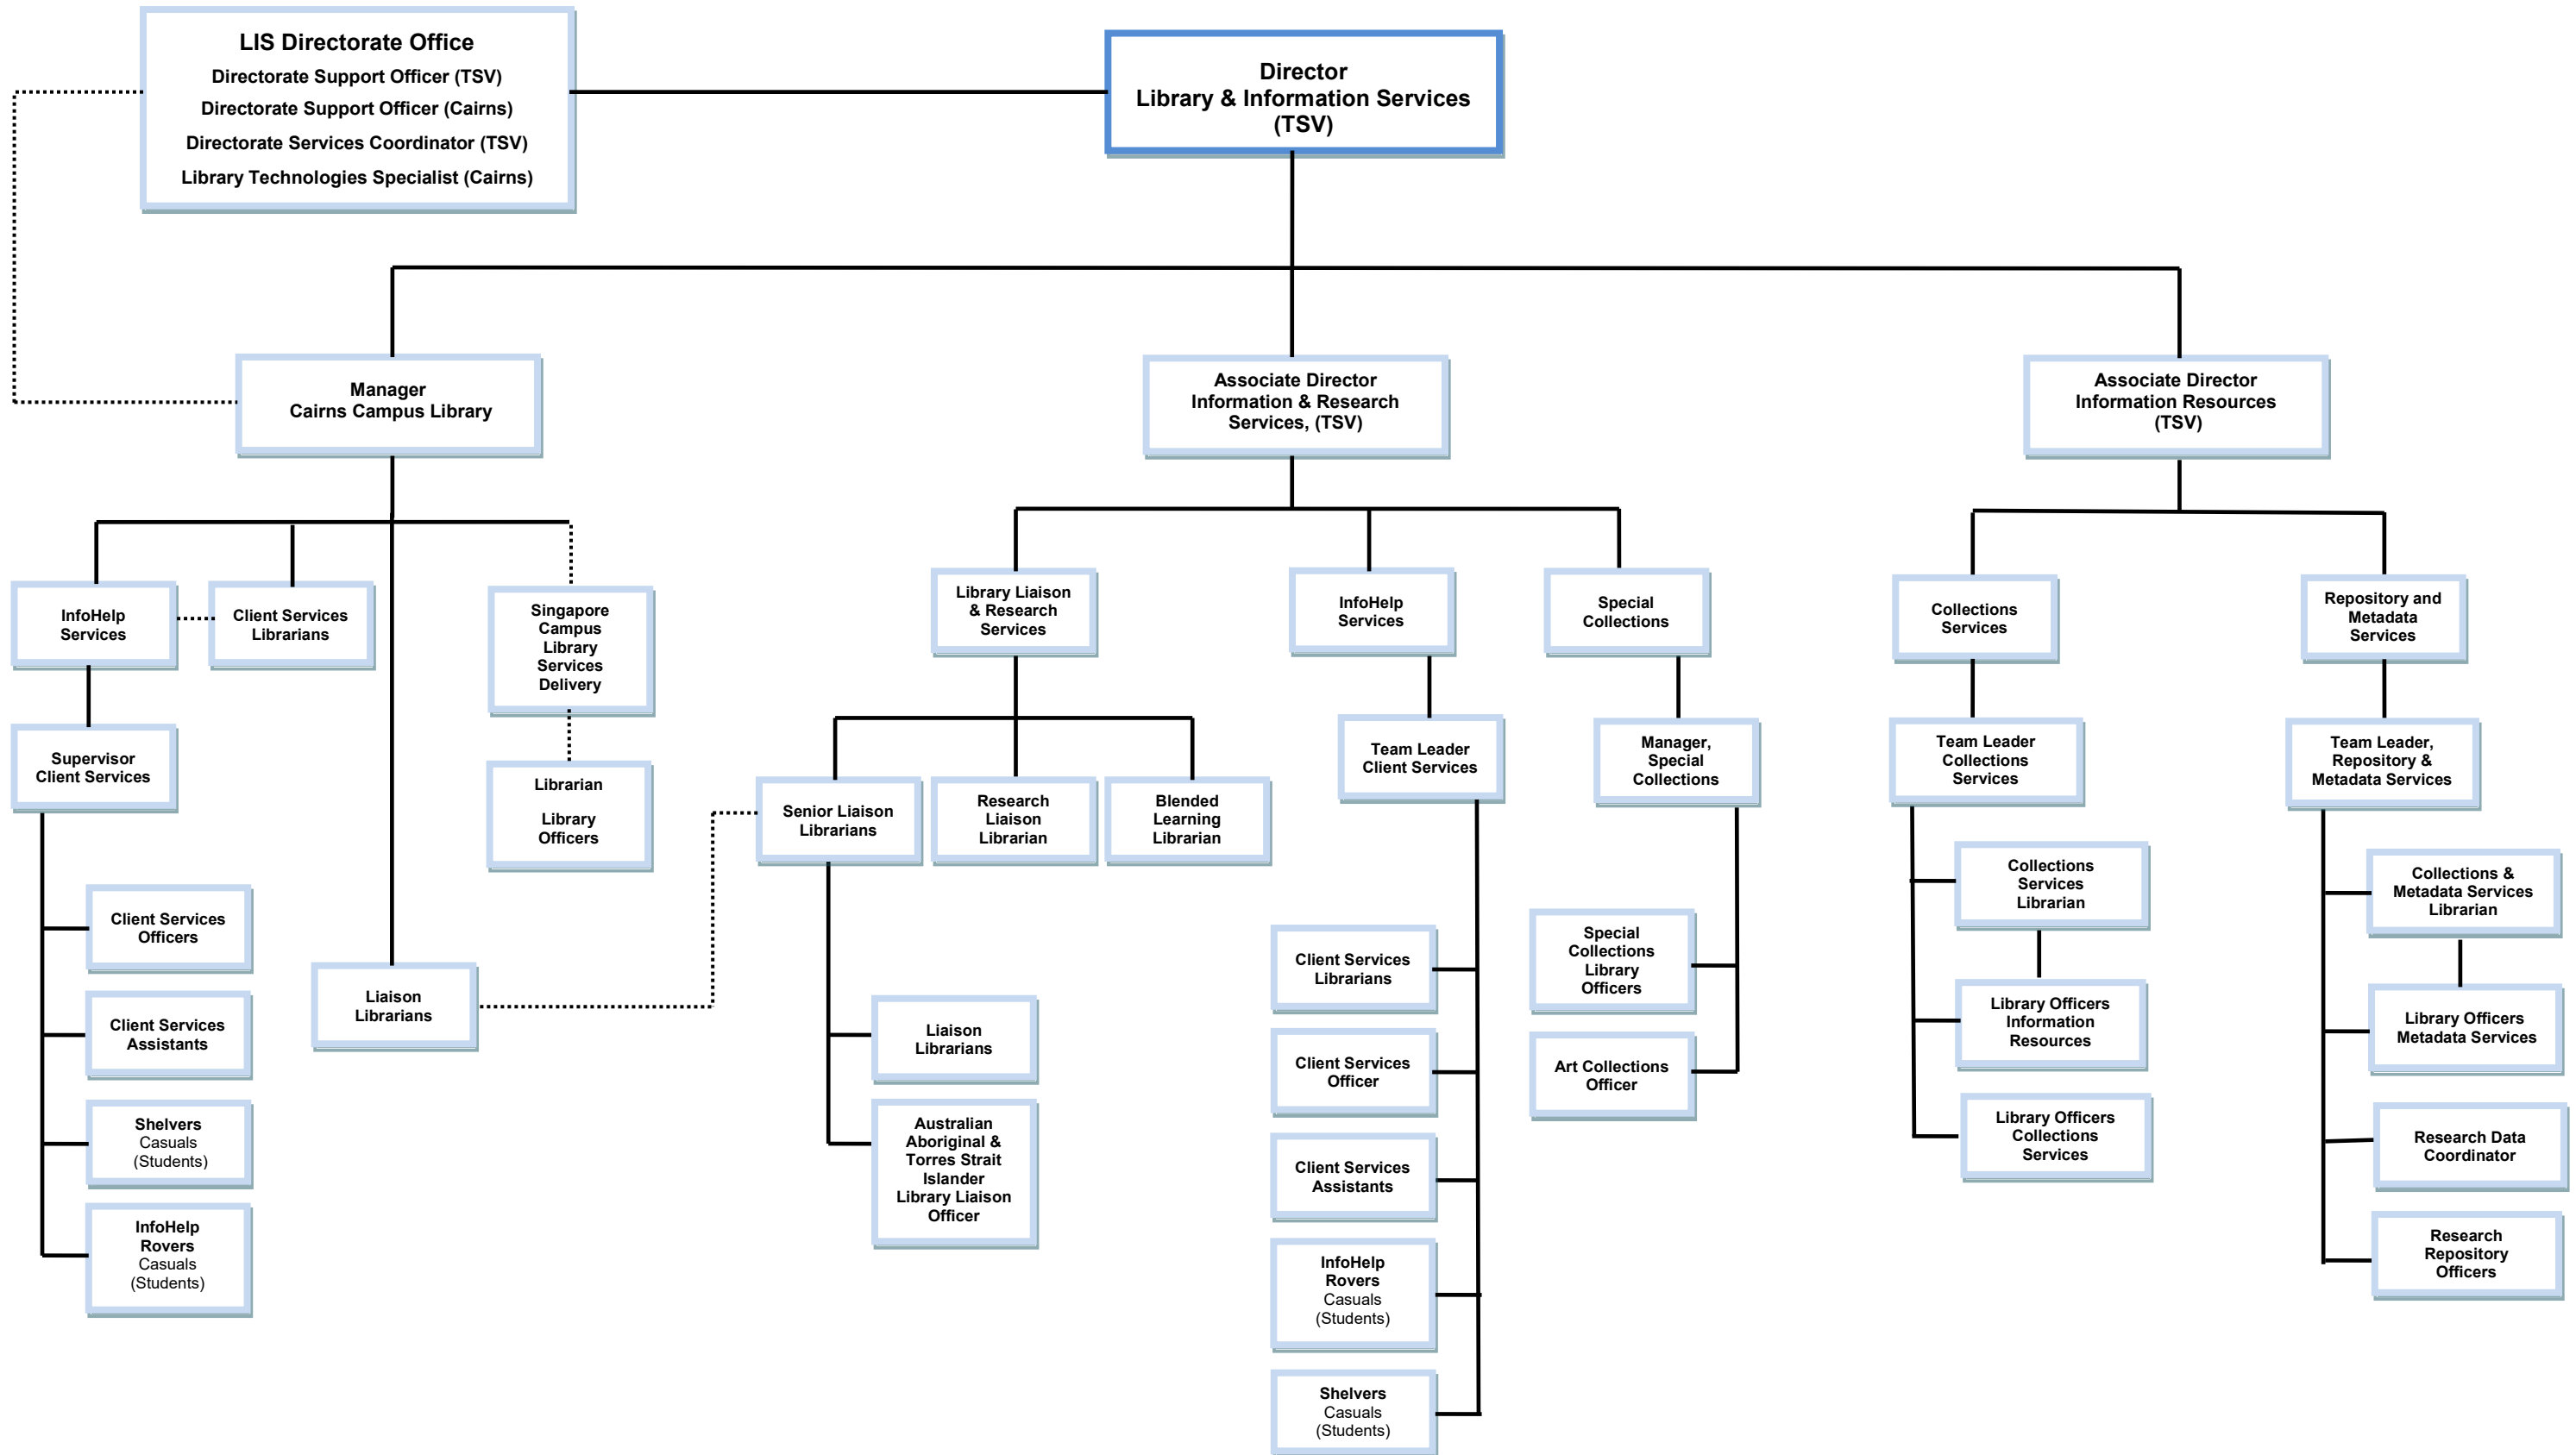 LIS Directorate Office
Directorate Support Officer (TSV)
Directorate Support Officer (Cairns)
Directorate Services Coordinator (TSV)
Library Technologies Specialist (Cairns)
Director
Library & Information Services
(TSV)
Manager
Cairns Campus Library
Associate Director
Information & Research
Services, (TSV)
Associate Director
Information Resources
(TSV)
InfoHelp
Services
Client Services
Librarians
Singapore
Campus
Library
Services
Delivery
Library Liaison
& Research
Services
InfoHelp
Services
Special
Collections
Collections
Services
Repository and
Metadata
Services
Supervisor
Client Services
Librarian
Library
Officers
Senior Liaison
Librarians
Research
Liaison
Librarian
Blended
Learning
Librarian
Team Leader
Client Services
Manager,
Special
Collections
Team Leader
Collections
Services
Team Leader,
Repository &
Metadata Services
Client Services
Officers
Client Services
Assistants
Shelvers
Casuals
(Students)
InfoHelp
Rovers
Casuals
(Students)
Liaison
Librarians
Liaison
Librarians
Australian
Aboriginal &
Torres Strait
Islander
Library Liaison
Officer
Client Services
Librarians
Client Services
Officer
Client Services
Assistants
InfoHelp
Rovers
Casuals
(Students)
Shelvers
Casuals
(Students)
Special
Collections
Library
Officers
Art Collections
Officer
Collections
Services
Librarian
Library Officers
Information
Resources
Library Officers
Collections
Services
Collections &
Metadata Services
Librarian
Library Officers
Metadata Services
Research Data
Coordinator
Research
Repository
Officers